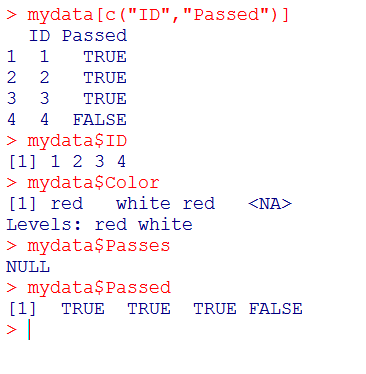 > mydata[c("ID","Passed")]
  ID Passed
1  1   TRUE
2  2   TRUE
3  3   TRUE
4  4  FALSE
> mydata$ID
[1] 1 2 3 4
> mydata$Color
[1] red   white red   <NA>
Levels: red white
> mydata$Passes
NULL
> mydata$Passed
[1]  TRUE  TRUE  TRUE FALSE
>